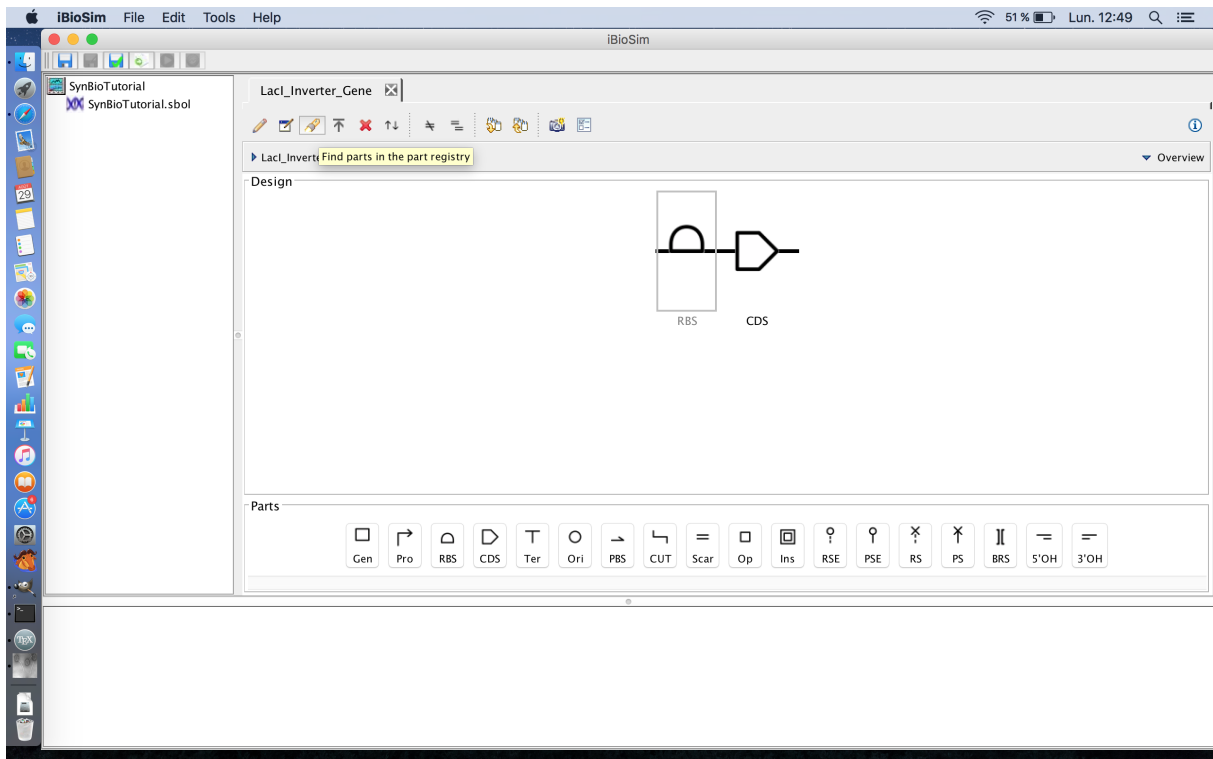 iBioSim File Edit Tools Help 51 % Lun. 12:49
iBioSim
SynBioTutorial
SynBioTutorial.sbol
LacI_Inverter_Gene
LacI_Inverte
Find parts in the part registry
Overview
Design
RBS CDS
Parts
Gen Pro RBS CDS Ter Ori PBS CUT Scar Op Ins RSE PSE RS PS BRS 5'OH 3'OH
29
TEX